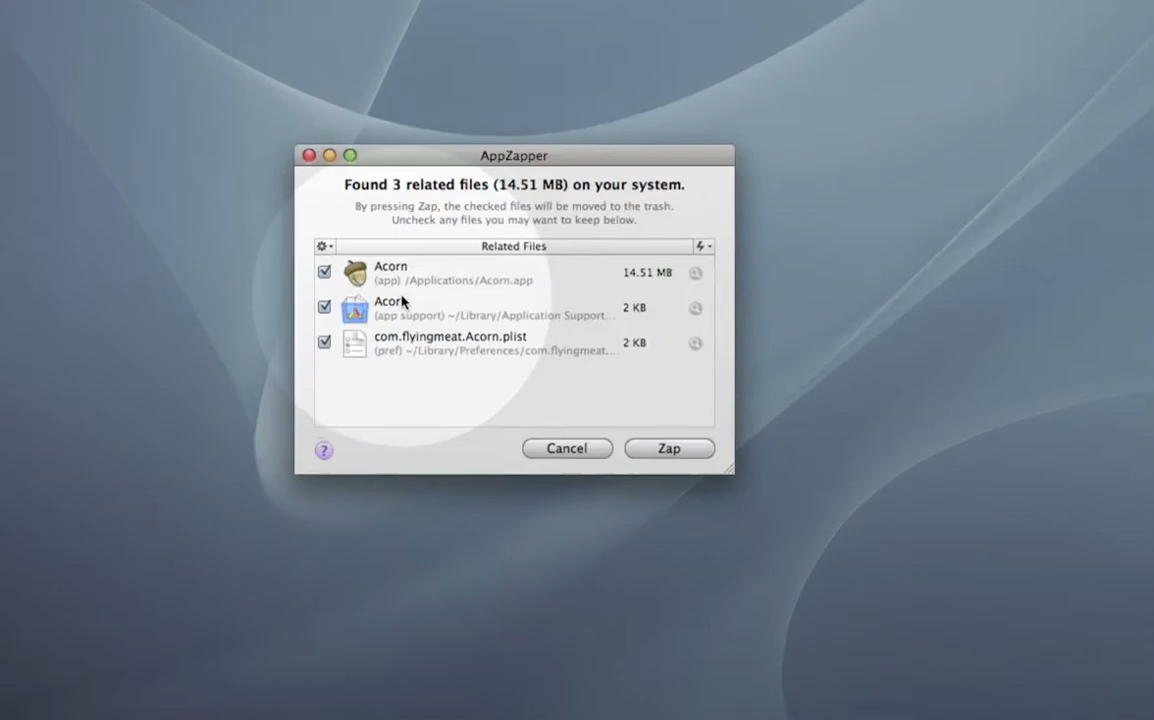 AppZapper
Found 3 related files (14.51 MB) on your system.
By pressing Zap, the checked files will be moved to the trash.
Uncheck any files you may want to keep below.
Related Files
Acorn
(app) /Applications/Acorn.app
14.51 MB
Acorn
(app support) ~/Library/Application Support...
2 KB
com.flyingmeat.Acorn.plist
(pref) ~/Library/Preferences/com.flyingmeat....
2 KB
?
Cancel
Zap